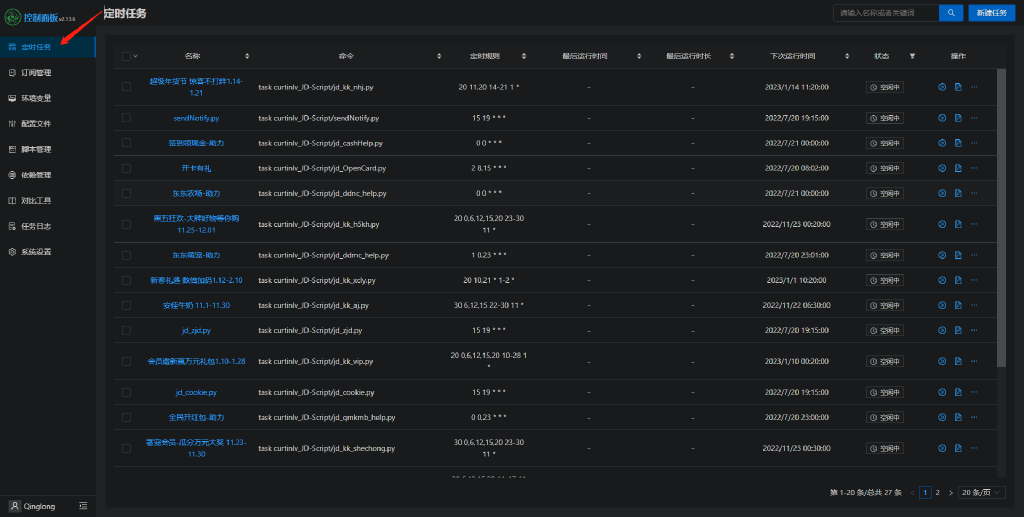 控制面板 v2.13.8
定时任务
请输入名称或者关键词
新建任务
定时任务
订阅管理
环境变量
配置文件
脚本管理
依赖管理
对比工具
任务日志
系统设置
Qinglong
名称 命令 定时规则 最后运行时间 最后运行时长 下次运行时间 状态 操作
超级年货节 惊喜不打烊1.14-
1.21
task curtinlv_JD-Script/jd_kk_nhj.py 20 11,20 14-21 1 * - - 2023/1/14 11:20:00 空闲中
sendNotify.py task curtinlv_JD-Script/sendNotify.py 15 19 * * * - - 2022/7/20 19:15:00 空闲中
签到领现金-助力 task curtinlv_JD-Script/jd_cashHelp.py 0 0 * * * - - 2022/7/21 00:00:00 空闲中
开卡有礼 task curtinlv_JD-Script/jd_OpenCard.py 2 8,15 * * * - - 2022/7/20 08:02:00 空闲中
东东农场-助力 task curtinlv_JD-Script/jd_ddnc_help.py 0 0 * * * - - 2022/7/21 00:00:00 空闲中
黑五狂欢-大牌好物等你购
11.25-12.01
task curtinlv_JD-Script/jd_kk_h5kh.py
20 0,6,12,15,20 23-30
11 *
- - 2022/11/23 00:20:00 空闲中
东东萌宠-助力 task curtinlv_JD-Script/jd_ddmc_help.py 1 0,23 * * * - - 2022/7/20 23:01:00 空闲中
新春礼遇 数倍加码1.12-2.10 task curtinlv_JD-Script/jd_kk_xcly.py 20 10,21 * 1-2 * - - 2023/1/1 10:20:00 空闲中
安佳牛奶 11.1-11.30 task curtinlv_JD-Script/jd_kk_aj.py 30 6,12,15 22-30 11 * - - 2022/11/22 06:30:00 空闲中
jd_zjd.py task curtinlv_JD-Script/jd_zjd.py 15 19 * * * - - 2022/7/20 19:15:00 空闲中
会员邀新赢万元礼包1.10-1.28 task curtinlv_JD-Script/jd_kk_vip.py
20 0,6,12,15,20 10-28 1
*
- - 2023/1/10 00:20:00 空闲中
jd_cookie.py task curtinlv_JD-Script/jd_cookie.py 15 19 * * * - - 2022/7/20 19:15:00 空闲中
全民开红包-助力 task curtinlv_JD-Script/jd_qmkmb_help.py 0 0,23 * * * - - 2022/7/20 23:00:00 空闲中
奢宠会员-瓜分万元大奖 11.23-
11.30
task curtinlv_JD-Script/jd_kk_shechong.py
30 0,6,12,15,20 23-30
11 *
- - 2022/11/23 00:30:00 空闲中
第 1-20 条/总共 27 条 1 2 20 条/页